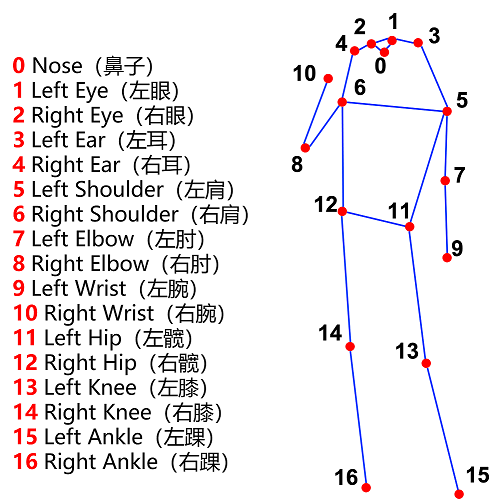 0 Nose（鼻子）
1 Left Eye（左眼）
2 Right Eye（右眼）
3 Left Ear（左耳）
4 Right Ear（右耳）
5 Left Shoulder（左肩）
6 Right Shoulder（右肩）
7 Left Elbow（左肘）
8 Right Elbow（右肘）
9 Left Wrist（左腕）
10 Right Wrist（右腕）
11 Left Hip（左髋）
12 Right Hip（右髋）
13 Left Knee（左膝）
14 Right Knee（右膝）
15 Left Ankle（左踝）
16 Right Ankle（右踝）
1
2
3
4
0
10
6
5
8
7
12
11
9
14
13
16
15